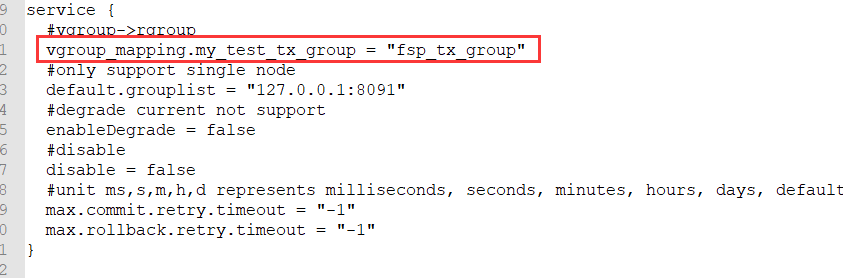 9 service {
0 #vgroup->rgroup
1 vgroup_mapping.my_test_tx_group = "fsp_tx_group"
2 #only support single node
3 default.grouplist = "127.0.0.1:8091"
4 #degrade current not support
5 enableDegrade = false
6 #disable
7 disable = false
8 #unit ms,s,m,h,d represents milliseconds, seconds, minutes, hours, days, default
9 max.commit.retry.timeout = "-1"
0 max.rollback.retry.timeout = "-1"
1 }
2